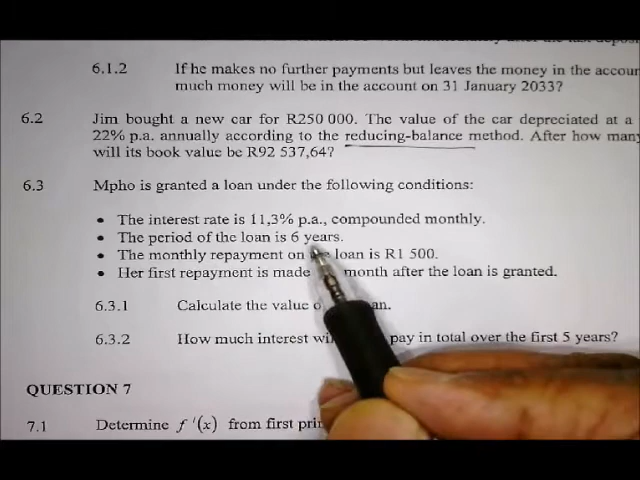 6.1.2 If he makes no further payments but leaves the money in the accour
much money will be in the account on 31 January 2033?
6.2 Jim bought a new car for R250 000. The value of the car depreciated at a
22% p.a. annually according to the reducing-balance method. After how many
will its book value be R92 537,64?
6.3 Mpho is granted a loan under the following conditions:
• The interest rate is 11,3% p.a., compounded monthly.
• The period of the loan is 6 years.
• The monthly repayment on loan is R1 500.
• Her first repayment is made month after the loan is granted.
6.3.1 Calculate the value
6.3.2 How much interest pay in total over the first 5 years?
QUESTION 7
7.1 Determine f '(x) from first